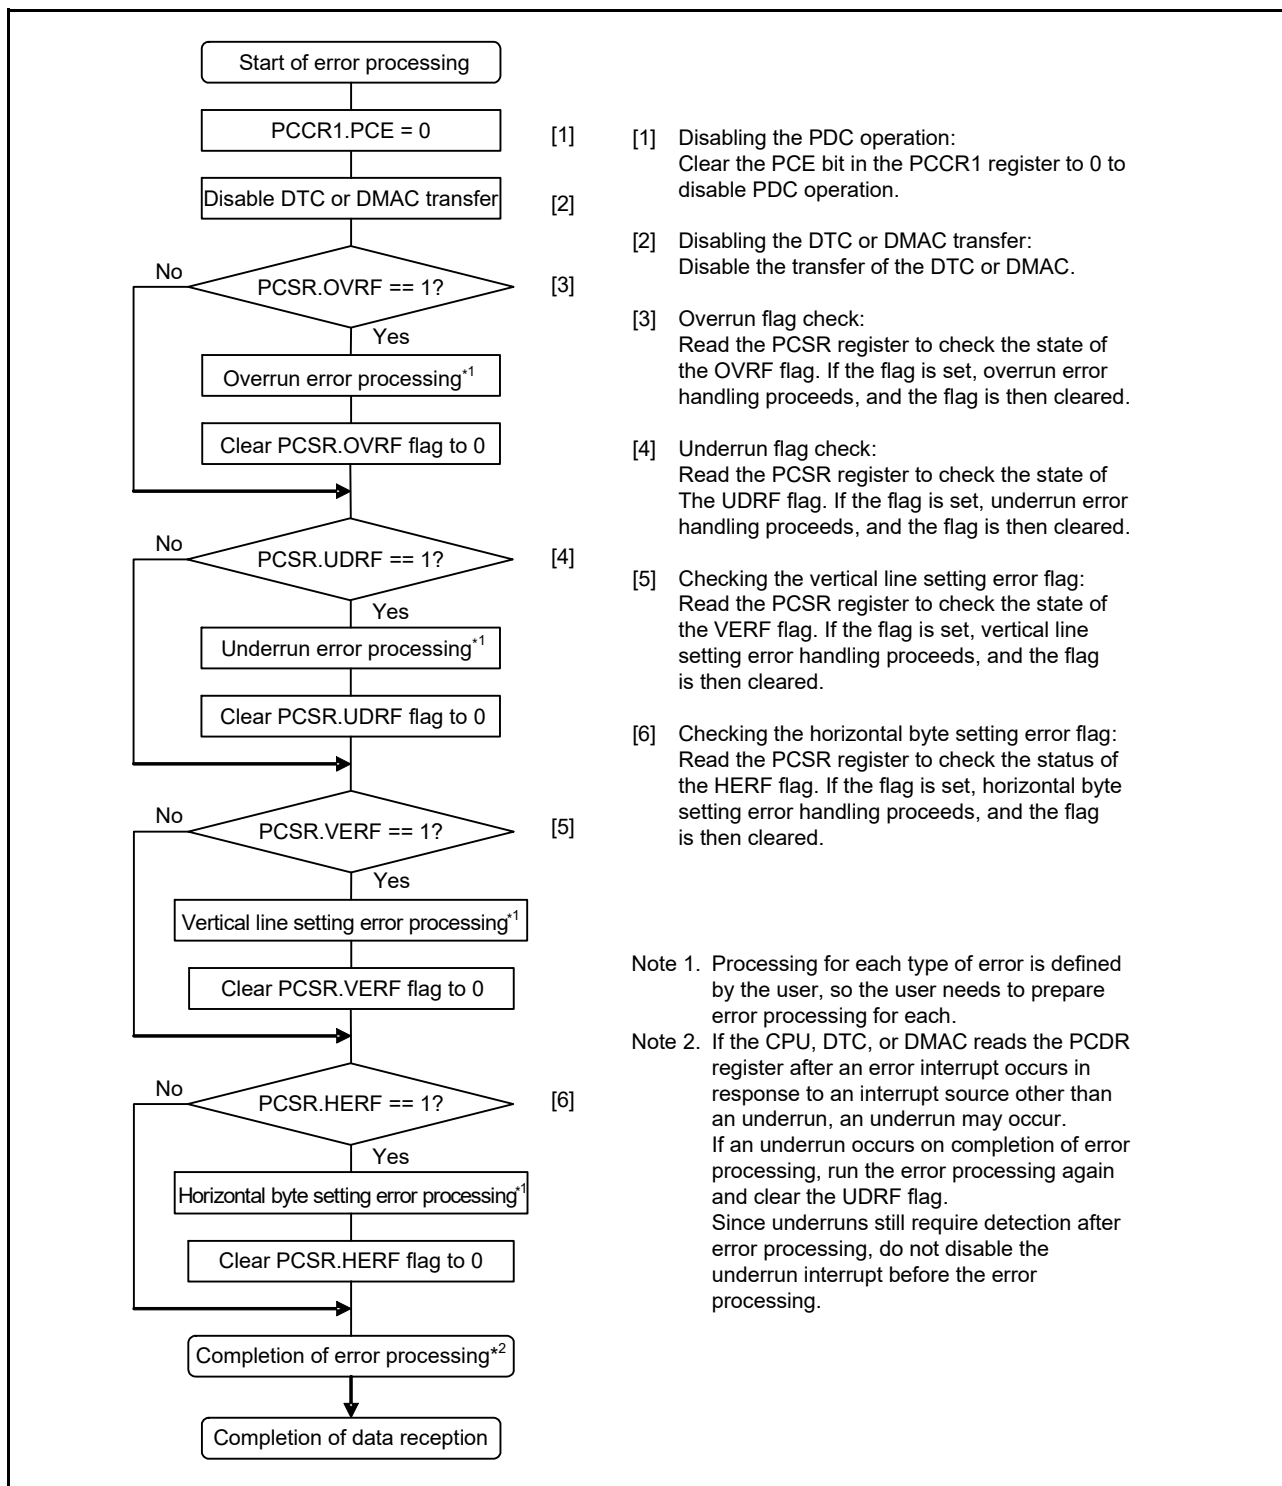 Start of error processing
PCCR1.PCE = 0
[1]
Disable DTC or DMAC transfer
[2]
No
PCSR.OVRF == 1?
[3]
Yes
Overrun error processing*1
Clear PCSR.OVRF flag to 0
No
PCSR.UDRF == 1?
[4]
Yes
Underrun error processing*1
Clear PCSR.UDRF flag to 0
No
PCSR.VERF == 1?
[5]
Yes
Vertical line setting error processing*1
Clear PCSR.VERF flag to 0
No
PCSR.HERF == 1?
[6]
Yes
Horizontal byte setting error processing*1
Clear PCSR.HERF flag to 0
Completion of error processing*2
Completion of data reception
[1] Disabling the PDC operation:
Clear the PCE bit in the PCCR1 register to 0 to
disable PDC operation.
[2] Disabling the DTC or DMAC transfer:
Disable the transfer of the DTC or DMAC.
[3] Overrun flag check:
Read the PCSR register to check the state of
the OVRF flag. If the flag is set, overrun error
handling proceeds, and the flag is then cleared.
[4] Underrun flag check:
Read the PCSR register to check the state of
The UDRF flag. If the flag is set, underrun error
handling proceeds, and the flag is then cleared.
[5] Checking the vertical line setting error flag:
Read the PCSR register to check the state of
the VERF flag. If the flag is set, vertical line
setting error handling proceeds, and the flag
is then cleared.
[6] Checking the horizontal byte setting error flag:
Read the PCSR register to check the status of
the HERF flag. If the flag is set, horizontal byte
setting error handling proceeds, and the flag
is then cleared.
Note 1. Processing for each type of error is defined
by the user, so the user needs to prepare
error processing for each.
Note 2. If the CPU, DTC, or DMAC reads the PCDR
register after an error interrupt occurs in
response to an interrupt source other than
an underrun, an underrun may occur.
If an underrun occurs on completion of error
processing, run the error processing again
and clear the UDRF flag.
Since underruns still require detection after
error processing, do not disable the
underrun interrupt before the error
processing.